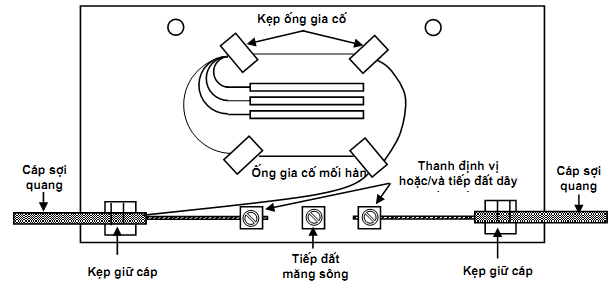 Kẹp ống gia cố
Ống gia cố mối hàn
Thanh định vị
hoặc/và tiếp đất dây
Cáp sợi
quang
Cáp sợi
quang
Kẹp giữ cáp
Tiếp đất
măng sông
Kẹp giữ cáp